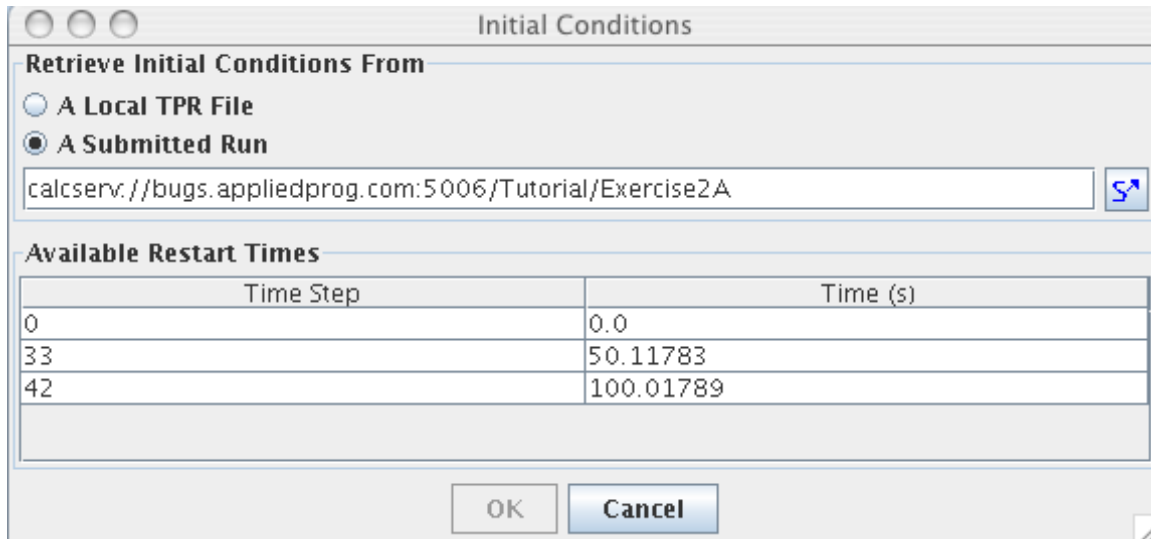 Initial Conditions
Retrieve Initial Conditions From
A Local TPR File
A Submitted Run
calcserv://bugs.appliedprog.com:5006/Tutorial/Exercise2A
S
Available Restart Times
Time Step Time (s)
0 0.0
33 50.11783
42 100.01789
OK Cancel